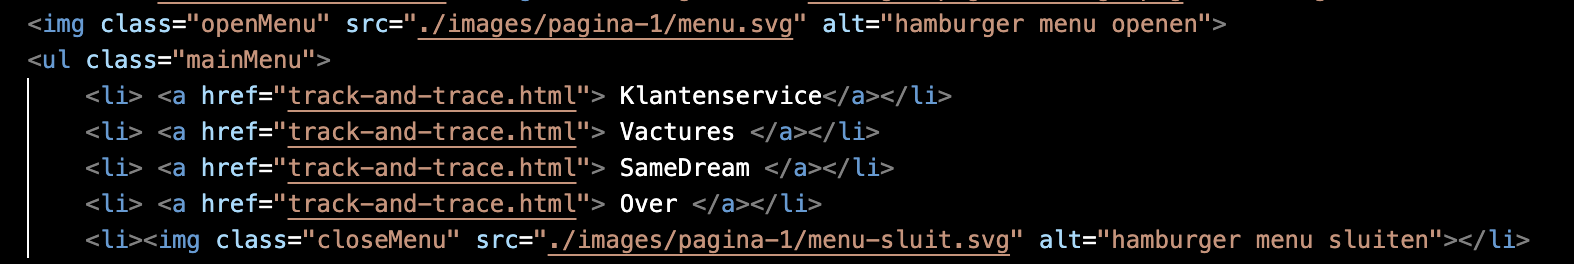 <img class="openMenu" src="./images/pagina-1/menu.svg" alt="hamburger menu openen">
<ul class="mainMenu">
<li> <a href="track-and-trace.html"> Klantenservice</a></li>
<li> <a href="track-and-trace.html"> Vactures </a></li>
<li> <a href="track-and-trace.html"> SameDream </a></li>
<li> <a href="track-and-trace.html"> Over </a></li>
<li><img class="closeMenu" src="./images/pagina-1/menu-sluit.svg" alt="hamburger menu sluiten"></li>